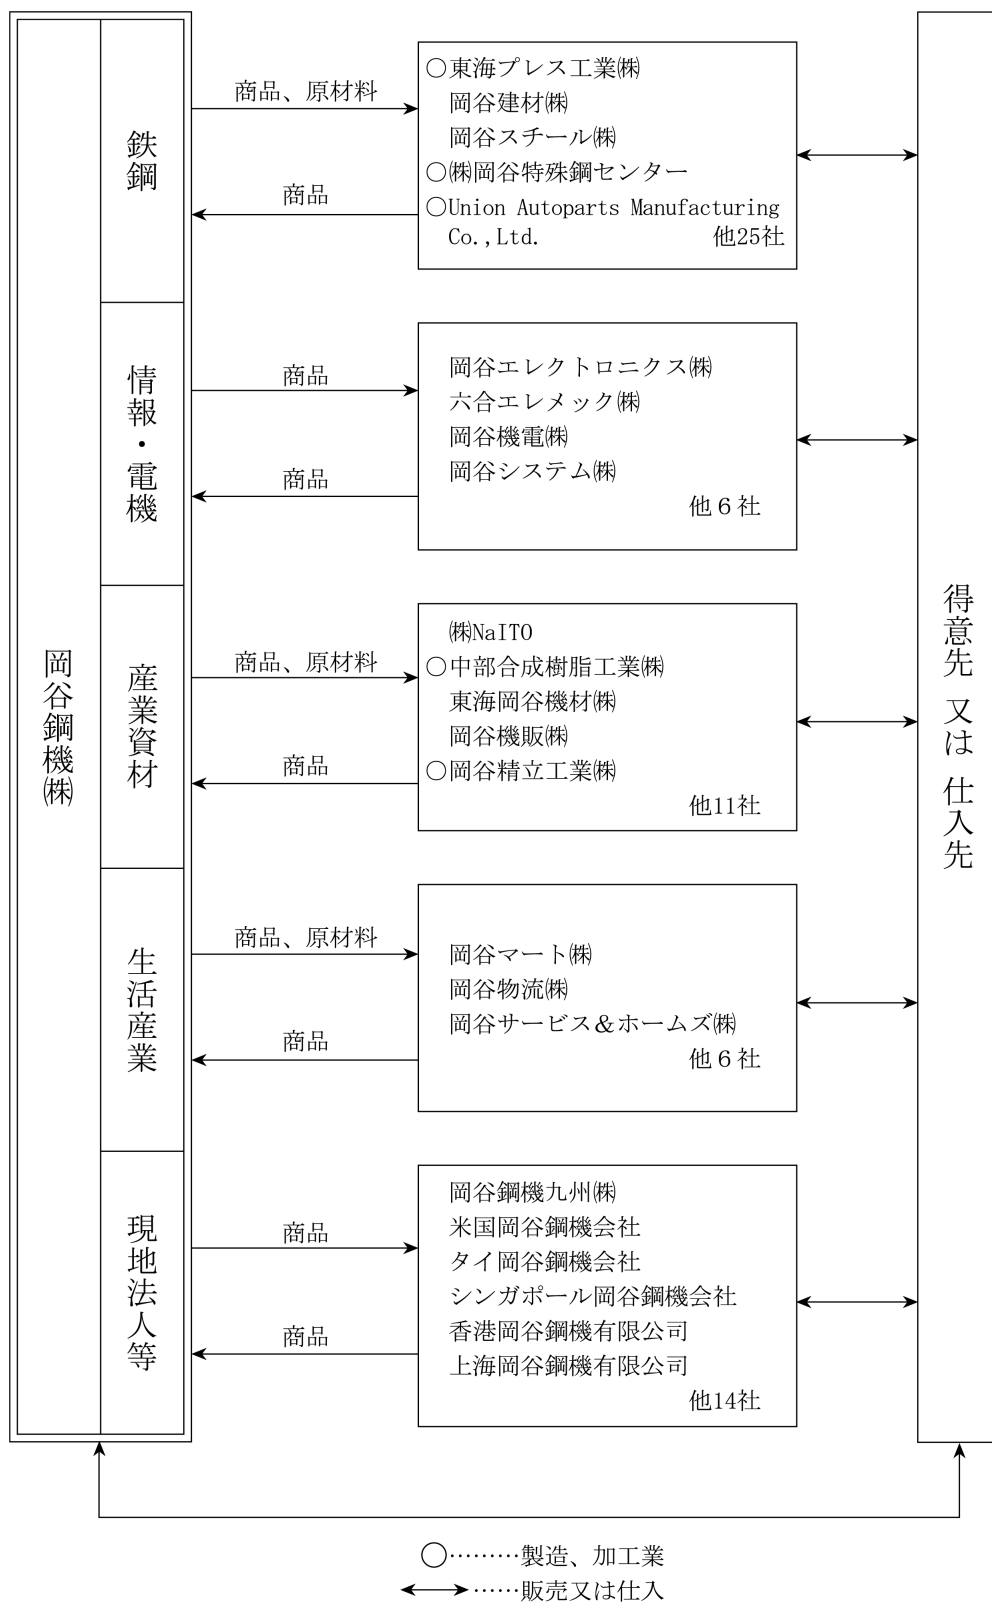 岡谷鋼機㈱
鉄鋼
商品、原材料
商品
○東海プレス工業㈱
岡谷建材㈱
岡谷スチール㈱
○㈱岡谷特殊鋼センター
○Union Autoparts Manufacturing
Co.,Ltd. 他25社
情報・電機
商品
商品
岡谷エレクトロニクス㈱
六合エレメック㈱
岡谷機電㈱
岡谷システム㈱
他６社
産業資材
商品、原材料
商品
㈱NaITO
○中部合成樹脂工業㈱
東海岡谷機材㈱
岡谷機販㈱
○岡谷精立工業㈱
他11社
生活産業
商品、原材料
商品
岡谷マート㈱
岡谷物流㈱
岡谷サービス＆ホームズ㈱
他６社
現地法人等
商品
商品
岡谷鋼機九州㈱
米国岡谷鋼機会社
タイ岡谷鋼機会社
シンガポール岡谷鋼機会社
香港岡谷鋼機有限公司
上海岡谷鋼機有限公司
他14社
得意先 又は 仕入先
○………製造、加工業
←→……販売又は仕入